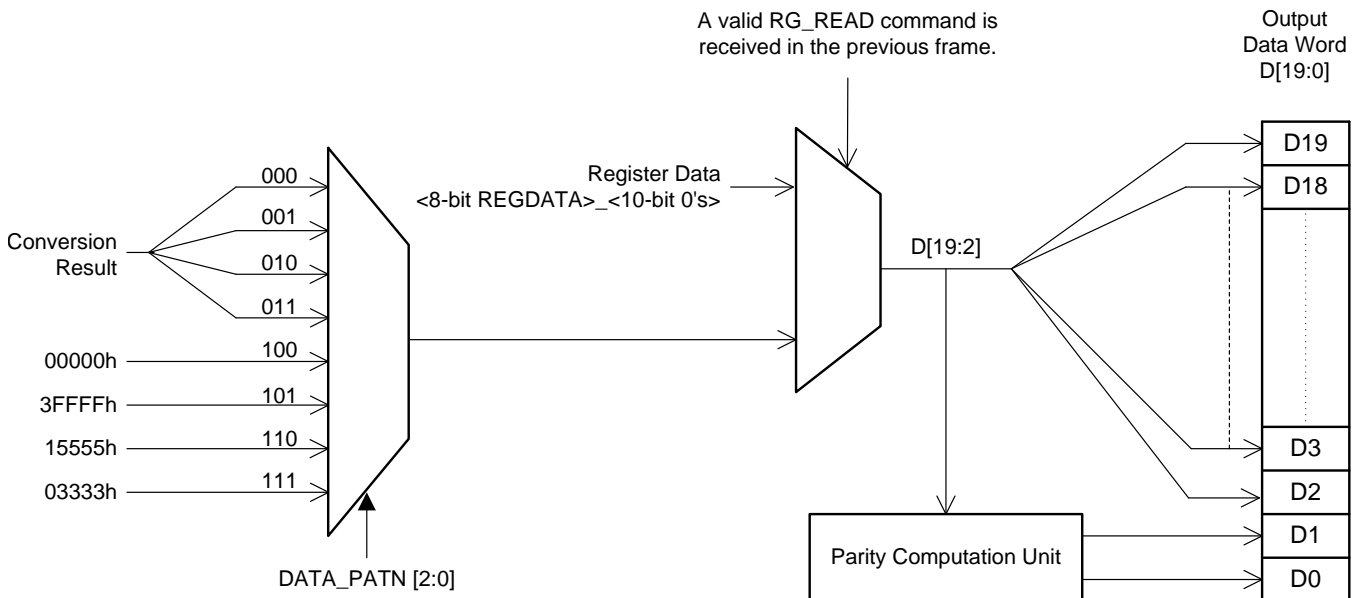 A valid RG_READ command is
received in the previous frame.
Output
Data Word
D[19:0]
Conversion
Result
000
001
010
011
00000h
100
3FFFFh
101
15555h
110
03333h
111
DATA_PATN [2:0]
Register Data
<8-bit REGDATA>_<10-bit 0's>
D[19:2]
Parity Computation Unit
D19
D18
D3
D2
D1
D0